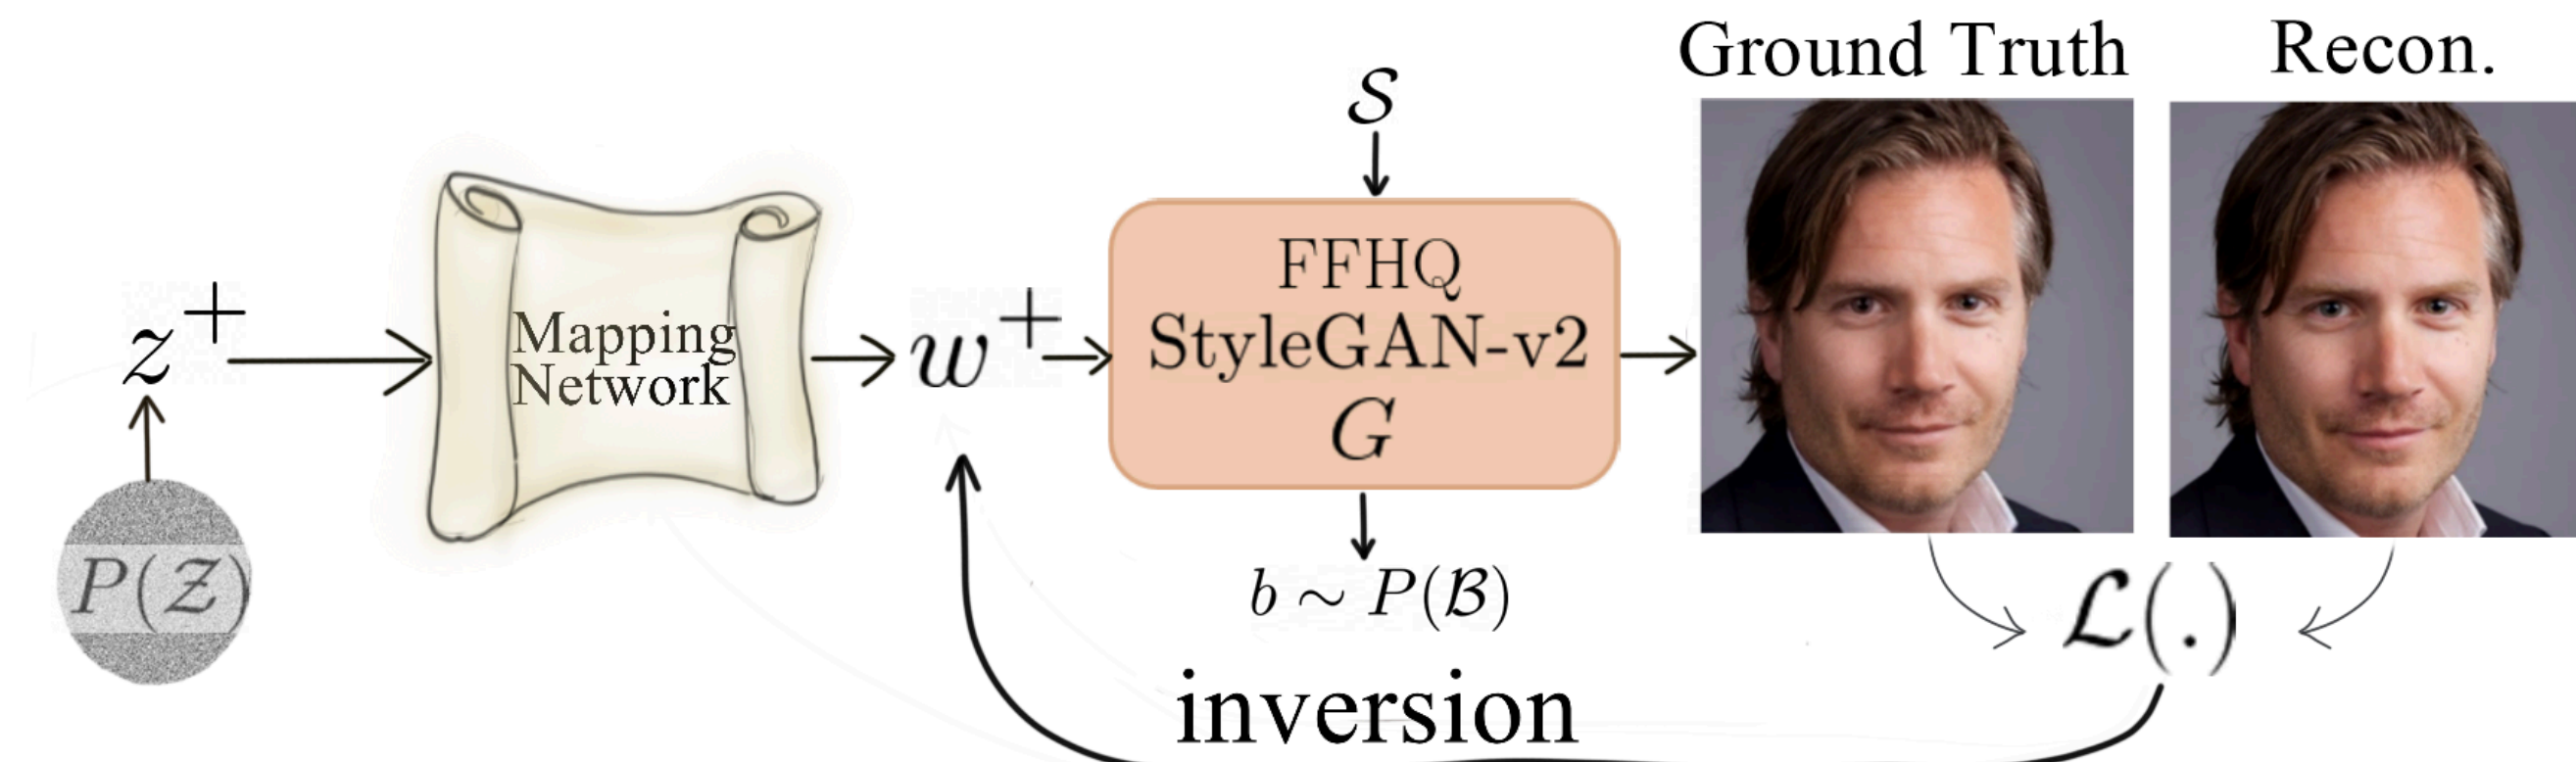 Ground Truth
Recon.
𝒮
z⁺
Mapping
Network
w⁺
FFHQ
StyleGAN-v2
G
P(𝒵)
b ∼ P(ℬ)
ℒ(.)
inversion